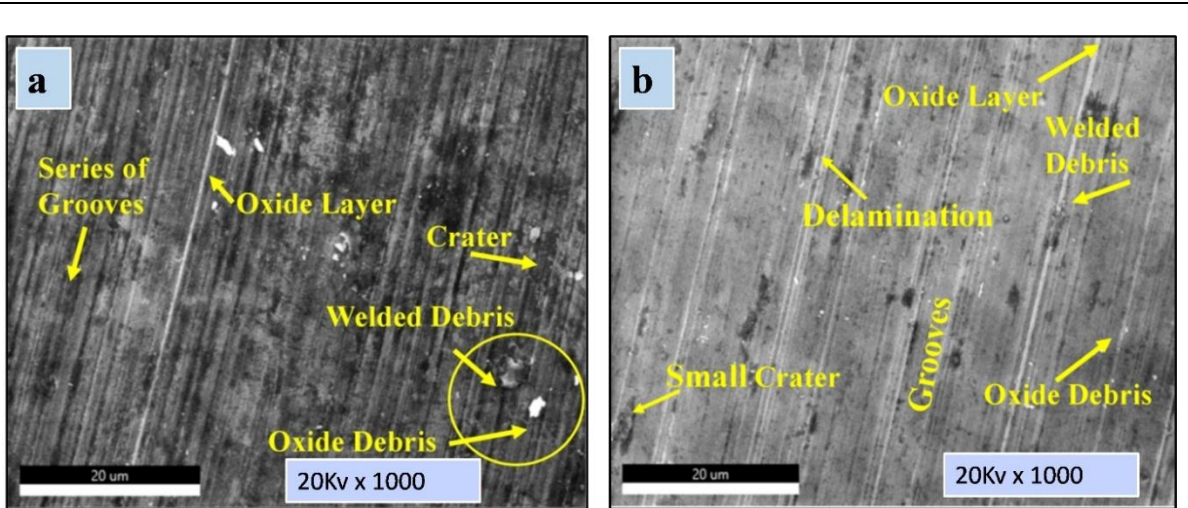 a
Series of
Grooves
Oxide Layer
Crater
Welded Debris
Oxide Debris
20 um
20Kv x 1000
b
Oxide Layer
Welded
Debris
Delamination
Grooves
Small Crater
Oxide Debris
20 um
20Kv x 1000